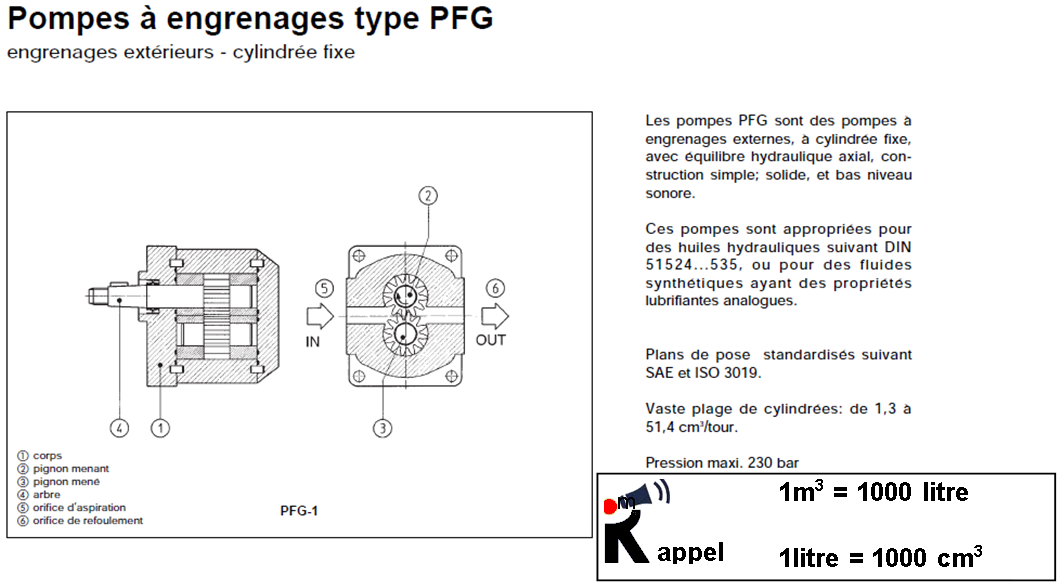 Pompes à engrenages type PFG
engrenages extérieurs - cylindrée fixe
2
5
6
IN
OUT
4
1
3
1 corps
2 pignon menant
3 pignon mené
4 arbre
5 orifice d'aspiration
6 orifice de refoulement
PFG-1
Les pompes PFG sont des pompes à
engrenages externes, à cylindrée fixe,
avec équilibre hydraulique axial, con-
struction simple; solide, et bas niveau
sonore.
Ces pompes sont appropriées pour
des huiles hydrauliques suivant DIN
51524...535, ou pour des fluides
synthétiques ayant des propriétés
lubrifiantes analogues.
Plans de pose standardisés suivant
SAE et ISO 3019.
Vaste plage de cylindrées: de 1,3 à
51,4 cm³/tour.
Pression maxi. 230 bar
m
R appel
1m³ = 1000 litre
1litre = 1000 cm³